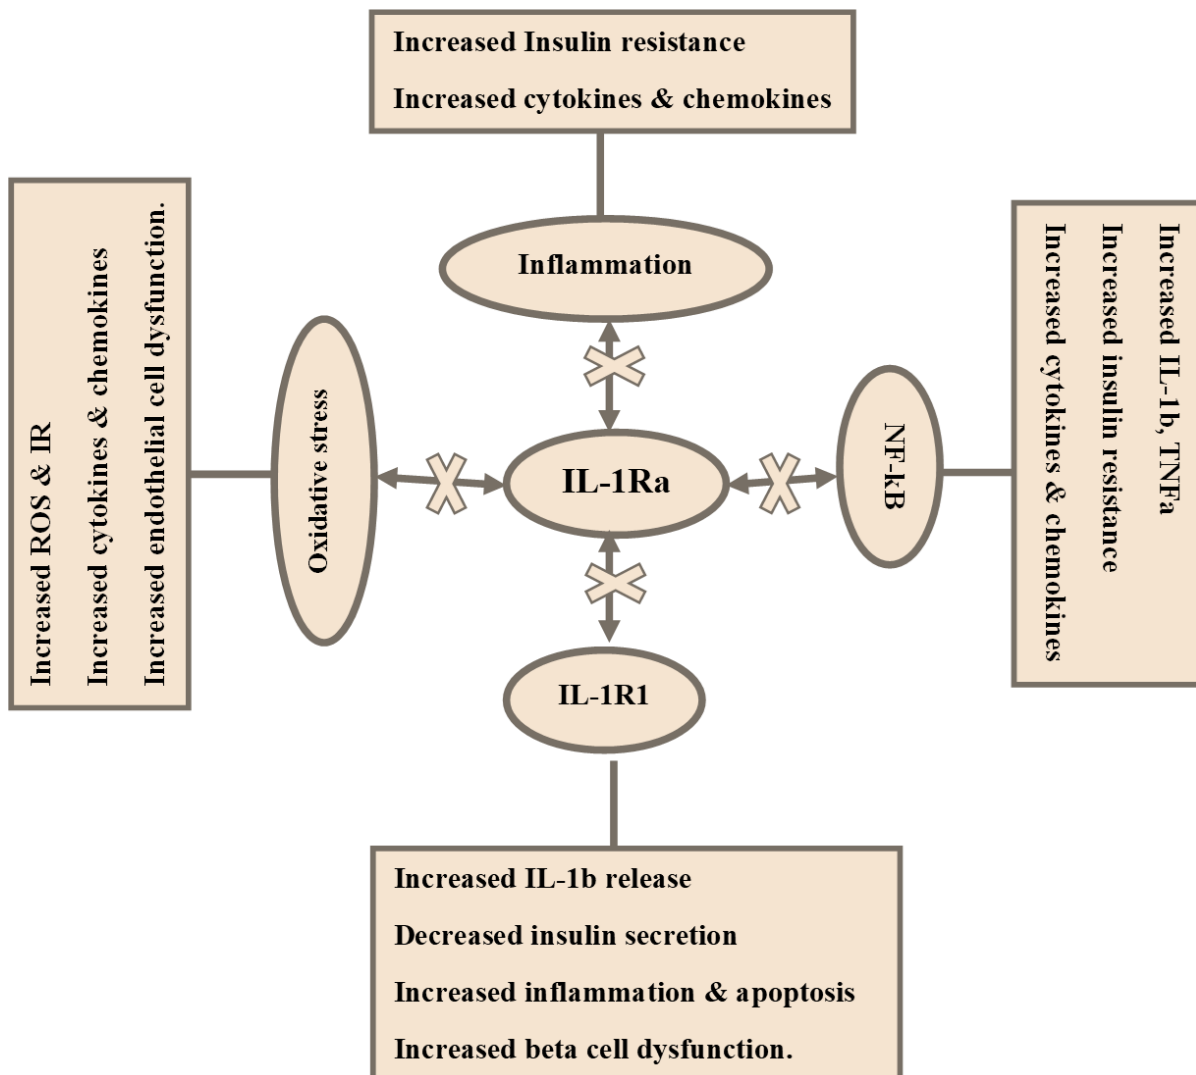 Increased Insulin resistance
Increased cytokines & chemokines
Inflammation
Increased ROS & IR
Increased cytokines & chemokines
Increased endothelial cell dysfunction.
Oxidative stress
IL-1Ra
NF-kB
Increased IL-1b, TNFa
Increased insulin resistance
Increased cytokines & chemokines
IL-1R1
Increased IL-1b release
Decreased insulin secretion
Increased inflammation & apoptosis
Increased beta cell dysfunction.